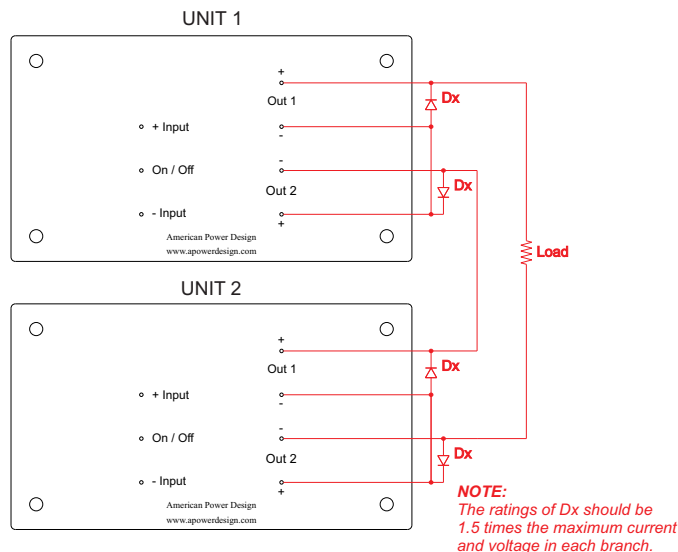 UNIT 1
+
Out 1
Dx
+ Input
-
On / Off
-
Out 2
Dx
- Input
+
American Power Design
www.apowerdesign.com
Load
UNIT 2
+
Out 1
Dx
+ Input
-
On / Off
-
Out 2
Dx
- Input
+
American Power Design
www.apowerdesign.com
NOTE:
The ratings of Dx should be
1.5 times the maximum current
and voltage in each branch.